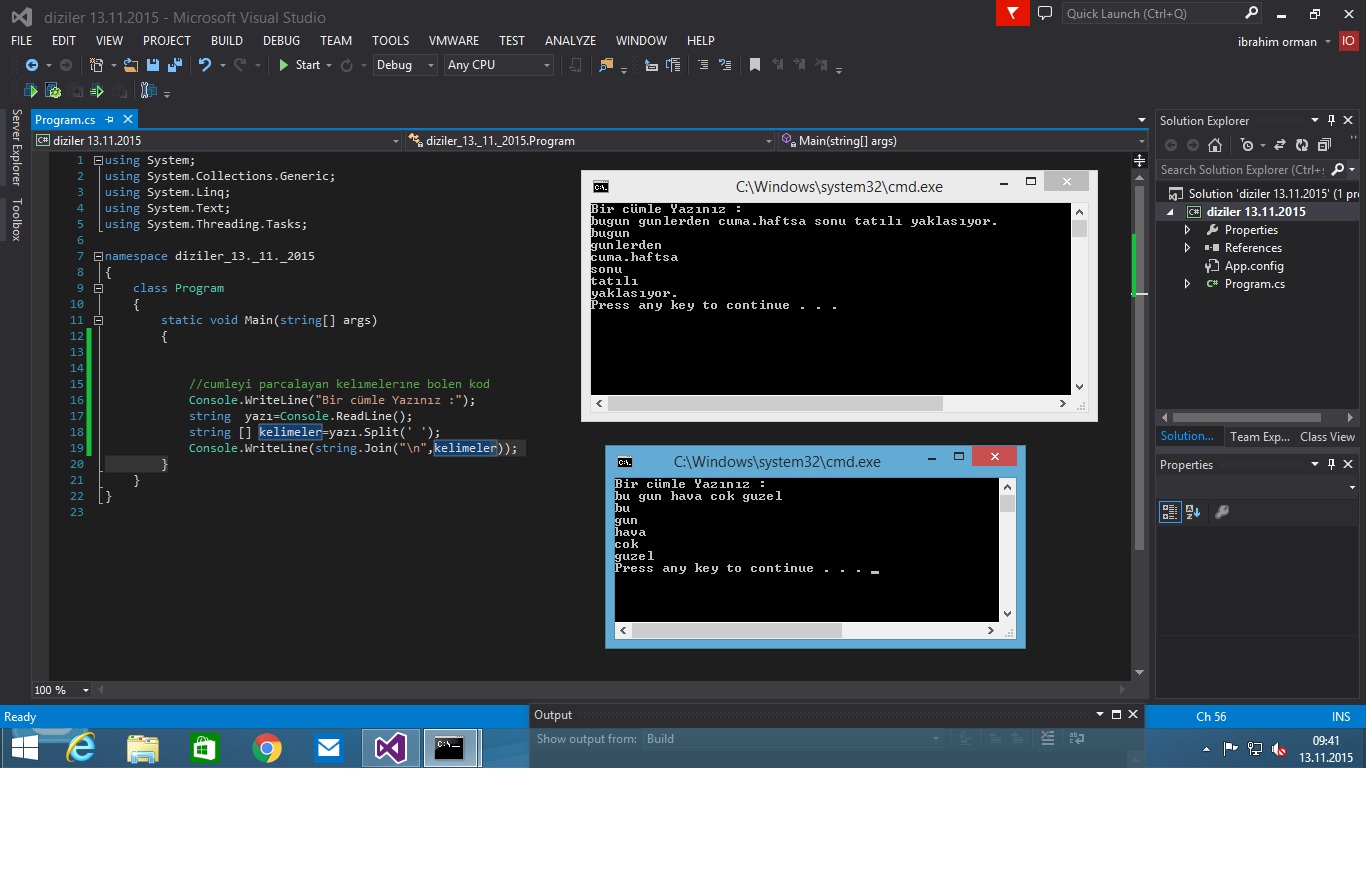 diziler 13.11.2015 - Microsoft Visual Studio
Quick Launch (Ctrl+Q)
FILE EDIT VIEW PROJECT BUILD DEBUG TEAM TOOLS VMWARE TEST ANALYZE WINDOW HELP
ibrahim orman IO
Start Debug Any CPU
Server Explorer
Toolbox
Program.cs
C# diziler 13.11.2015 diziler_13._11._2015.Program Main(string[] args)
1 using System;
2 using System.Collections.Generic;
3 using System.Linq;
4 using System.Text;
5 using System.Threading.Tasks;
6
7 namespace diziler_13._11._2015
8 {
9 class Program
10 {
11 static void Main(string[] args)
12 {
13
14
15 //cumleyi parcalayan kelımelerıne bolen kod
16 Console.WriteLine("Bir cümle Yazınız :");
17 string yazı=Console.ReadLine();
18 string [] kelimeler=yazı.Split(' ');
19 Console.WriteLine(string.Join("\n",kelimeler));
20 }
21 }
22 }
23
100 %
C:\Windows\system32\cmd.exe
Bir cümle Yazınız :
bugun gunlerden cuma.haftsa sonu tatılı yaklasıyor.
bugun
gunlerden
cuma.haftsa
sonu
tatılı
yaklasıyor.
Press any key to continue . . .
C:\Windows\system32\cmd.exe
Bir cümle Yazınız :
bu gun hava cok guzel
bu
gun
hava
cok
guzel
Press any key to continue . . . _
Solution Explorer
Search Solution Explorer (Ctrl+;
Solution 'diziler 13.11.2015' (1 pr
C# diziler 13.11.2015
Properties
References
App.config
C# Program.cs
Solution... Team Exp... Class View
Properties
Ready
Output
Show output from: Build
Ch 56 INS
09:41
13.11.2015